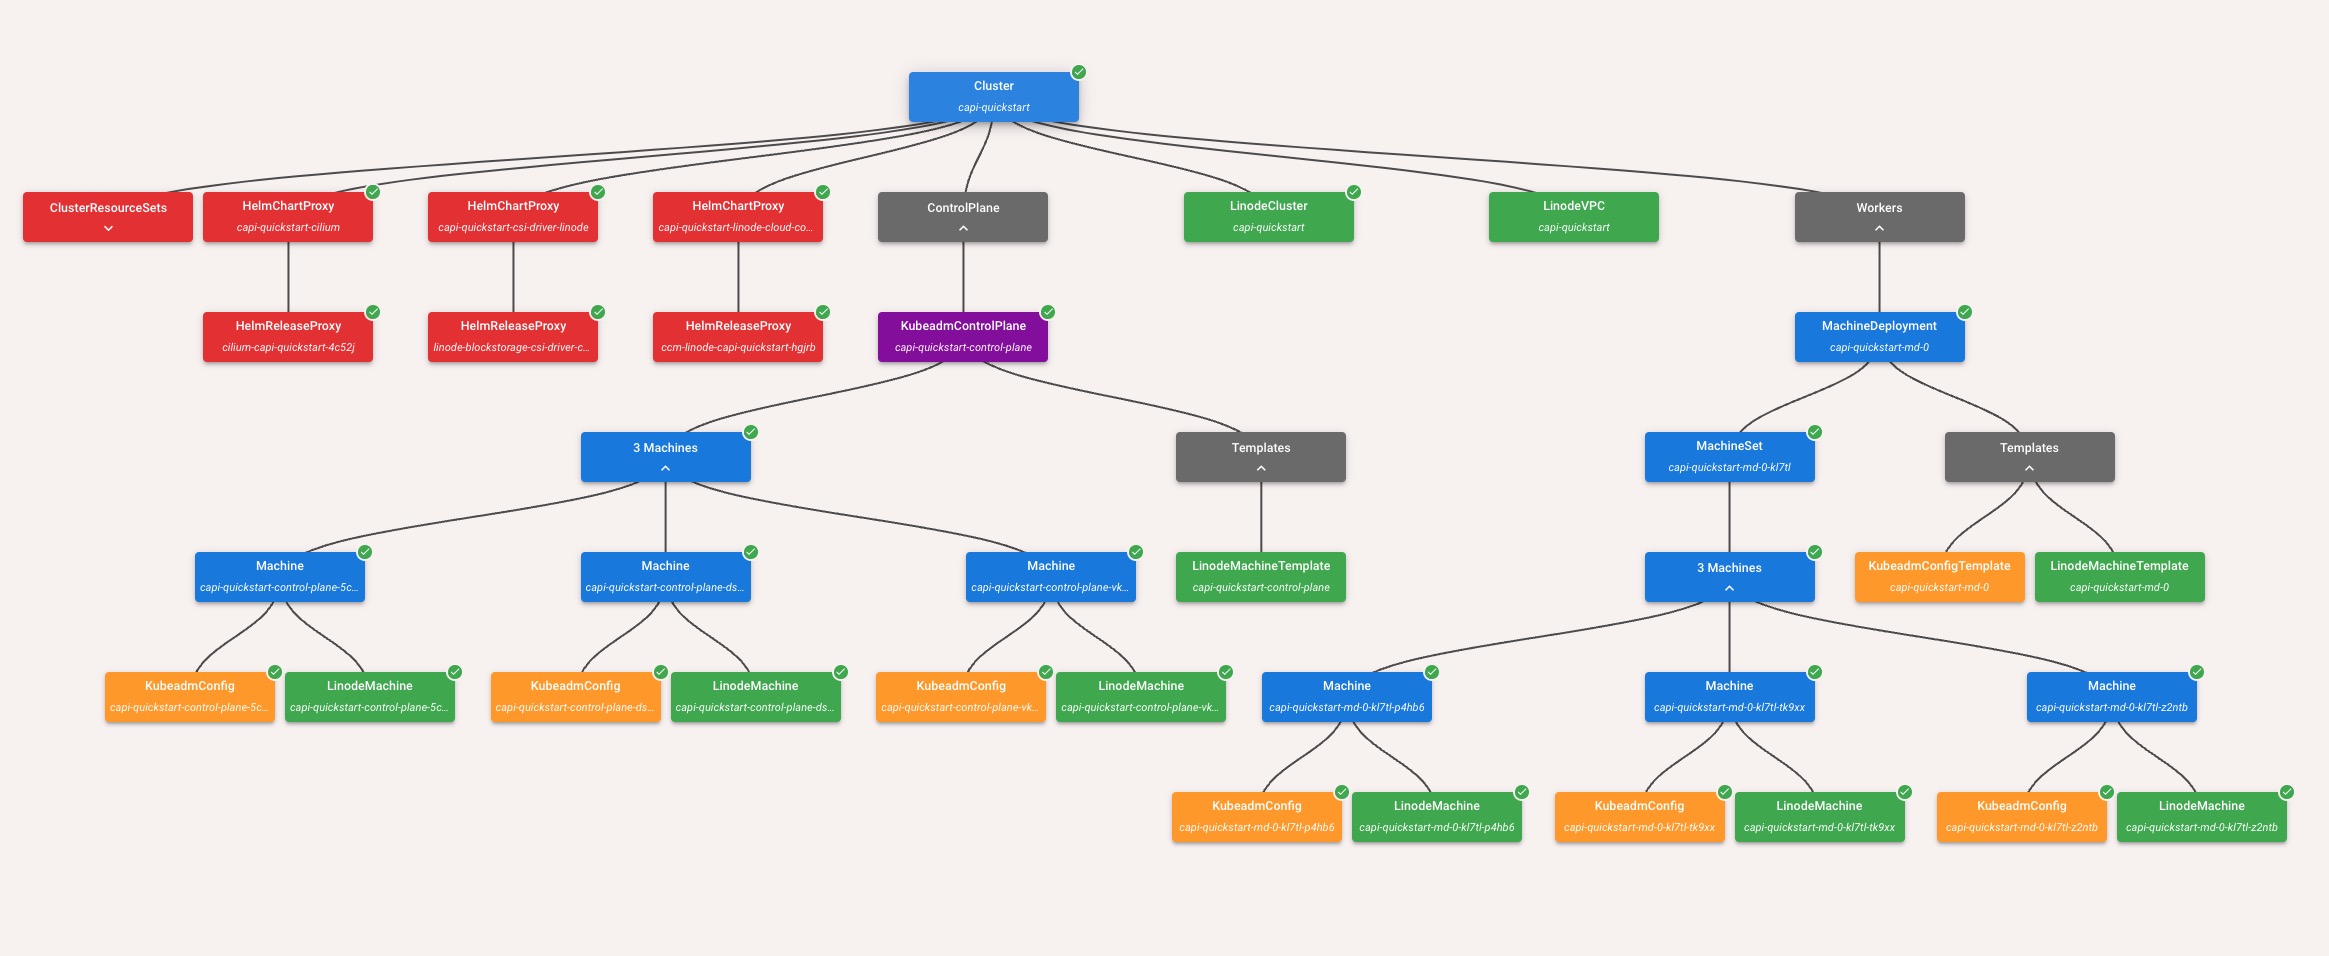 Cluster
capi-quickstart
ClusterResourceSets
HelmChartProxy
capi-quickstart-cilium
HelmChartProxy
capi-quickstart-csi-driver-linode
HelmChartProxy
capi-quickstart-linode-cloud-co...
ControlPlane
LinodeCluster
capi-quickstart
LinodeVPC
capi-quickstart
Workers
HelmReleaseProxy
cilium-capi-quickstart-4c52j
HelmReleaseProxy
linode-blockstorage-csi-driver-c...
HelmReleaseProxy
ccm-linode-capi-quickstart-hgjrb
KubeadmControlPlane
capi-quickstart-control-plane
MachineDeployment
capi-quickstart-md-0
3 Machines
Templates
MachineSet
capi-quickstart-md-0-kl7tl
Templates
Machine
capi-quickstart-control-plane-5c...
Machine
capi-quickstart-control-plane-ds...
Machine
capi-quickstart-control-plane-vk...
LinodeMachineTemplate
capi-quickstart-control-plane
3 Machines
KubeadmConfigTemplate
capi-quickstart-md-0
LinodeMachineTemplate
capi-quickstart-md-0
KubeadmConfig
capi-quickstart-control-plane-5c...
LinodeMachine
capi-quickstart-control-plane-5c...
KubeadmConfig
capi-quickstart-control-plane-ds...
LinodeMachine
capi-quickstart-control-plane-ds...
KubeadmConfig
capi-quickstart-control-plane-vk...
LinodeMachine
capi-quickstart-control-plane-vk...
Machine
capi-quickstart-md-0-kl7tl-p4hb6
Machine
capi-quickstart-md-0-kl7tl-tk9xx
Machine
capi-quickstart-md-0-kl7tl-z2ntb
KubeadmConfig
capi-quickstart-md-0-kl7tl-p4hb6
LinodeMachine
capi-quickstart-md-0-kl7tl-p4hb6
KubeadmConfig
capi-quickstart-md-0-kl7tl-tk9xx
LinodeMachine
capi-quickstart-md-0-kl7tl-tk9xx
KubeadmConfig
capi-quickstart-md-0-kl7tl-z2ntb
LinodeMachine
capi-quickstart-md-0-kl7tl-z2ntb